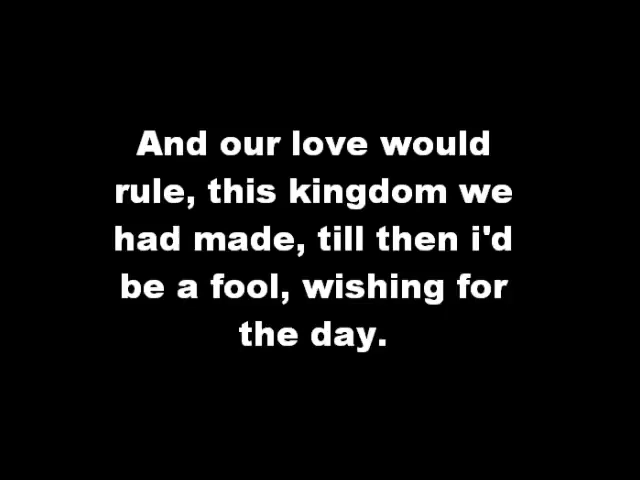 And our love would
rule, this kingdom we
had made, till then i'd
be a fool, wishing for
the day.